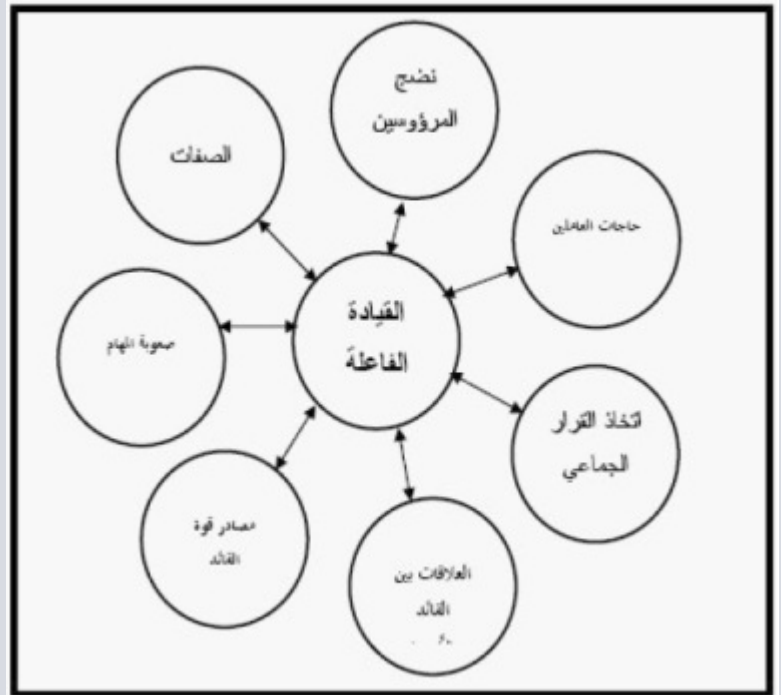 نضج
المرؤوسين
الصفات
حاجات العاملين
القيادة
الفاعلة
صعوبة المهام
اتخاذ القرار
الجماعي
مصادر قوة
القائد
العلاقات بين
القائد